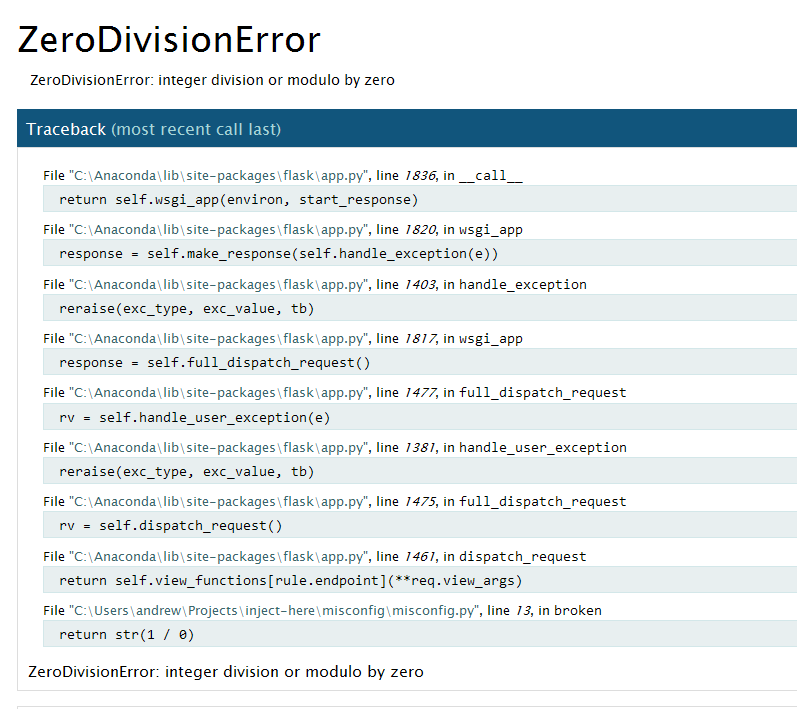 ZeroDivisionError
ZeroDivisionError: integer division or modulo by zero
Traceback (most recent call last)
File "C:\Anaconda\lib\site-packages\flask\app.py", line 1836, in __call__
return self.wsgi_app(environ, start_response)
File "C:\Anaconda\lib\site-packages\flask\app.py", line 1820, in wsgi_app
response = self.make_response(self.handle_exception(e))
File "C:\Anaconda\lib\site-packages\flask\app.py", line 1403, in handle_exception
reraise(exc_type, exc_value, tb)
File "C:\Anaconda\lib\site-packages\flask\app.py", line 1817, in wsgi_app
response = self.full_dispatch_request()
File "C:\Anaconda\lib\site-packages\flask\app.py", line 1477, in full_dispatch_request
rv = self.handle_user_exception(e)
File "C:\Anaconda\lib\site-packages\flask\app.py", line 1381, in handle_user_exception
reraise(exc_type, exc_value, tb)
File "C:\Anaconda\lib\site-packages\flask\app.py", line 1475, in full_dispatch_request
rv = self.dispatch_request()
File "C:\Anaconda\lib\site-packages\flask\app.py", line 1461, in dispatch_request
return self.view_functions[rule.endpoint](**req.view_args)
File "C:\Users\andrew\Projects\inject-here\misconfig\misconfig.py", line 13, in broken
return str(1 / 0)
ZeroDivisionError: integer division or modulo by zero